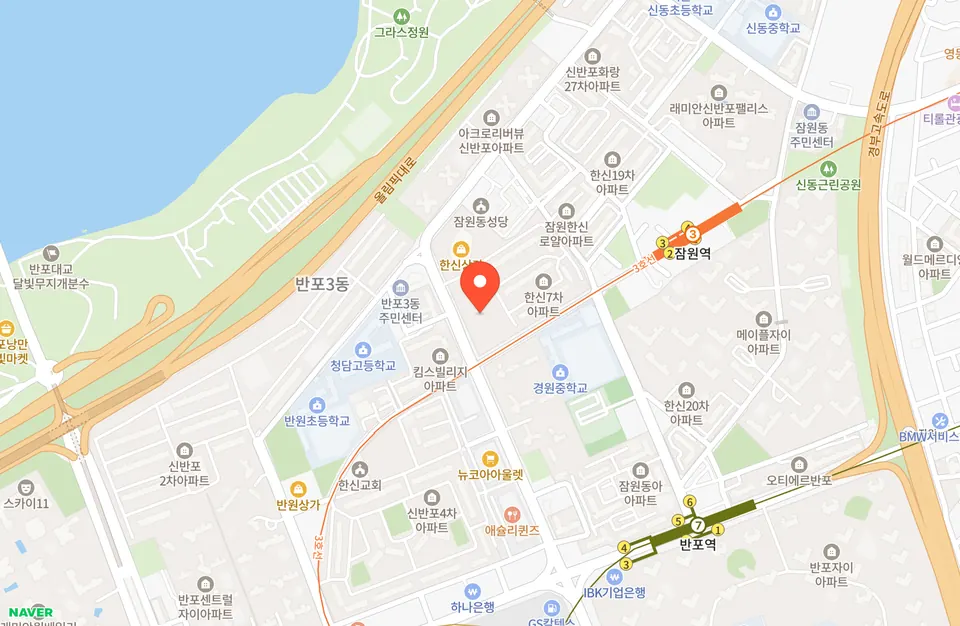 신동초등학교
신동중학교
그라스정원
영동
신반포화랑
27차아파트
래미안신반포팰리스
아파트
티롤관광
아크로리버뷰
신반포아파트
잠원동
주민센터
경부고속도로
한신19차
아파트
올림픽대로
신동근린공원
잠원동성당
잠원한신
로얄아파트
3
3
2
잠원역
3호선
반포대교
달빛무지개분수
한신상가
월드메르디앙
아파트
반포3동
반포3동
주민센터
한신7차
아파트
메이플자이
아파트
청담고등학교
킴스빌리지
아파트
경원중학교
반원초등학교
한신20차
아파트
BMW서비스
신반포
2차아파트
한신교회
뉴코아아울렛
잠원동아
아파트
오티에르반포
스카이11
반원상가
신반포4차
아파트
애슐리퀸즈
6
5
7
1
반포역
4
3
3호선
반포자이
아파트
반포센트럴
자이아파트
하나은행
IBK기업은행
GS칼텍스
NAVER